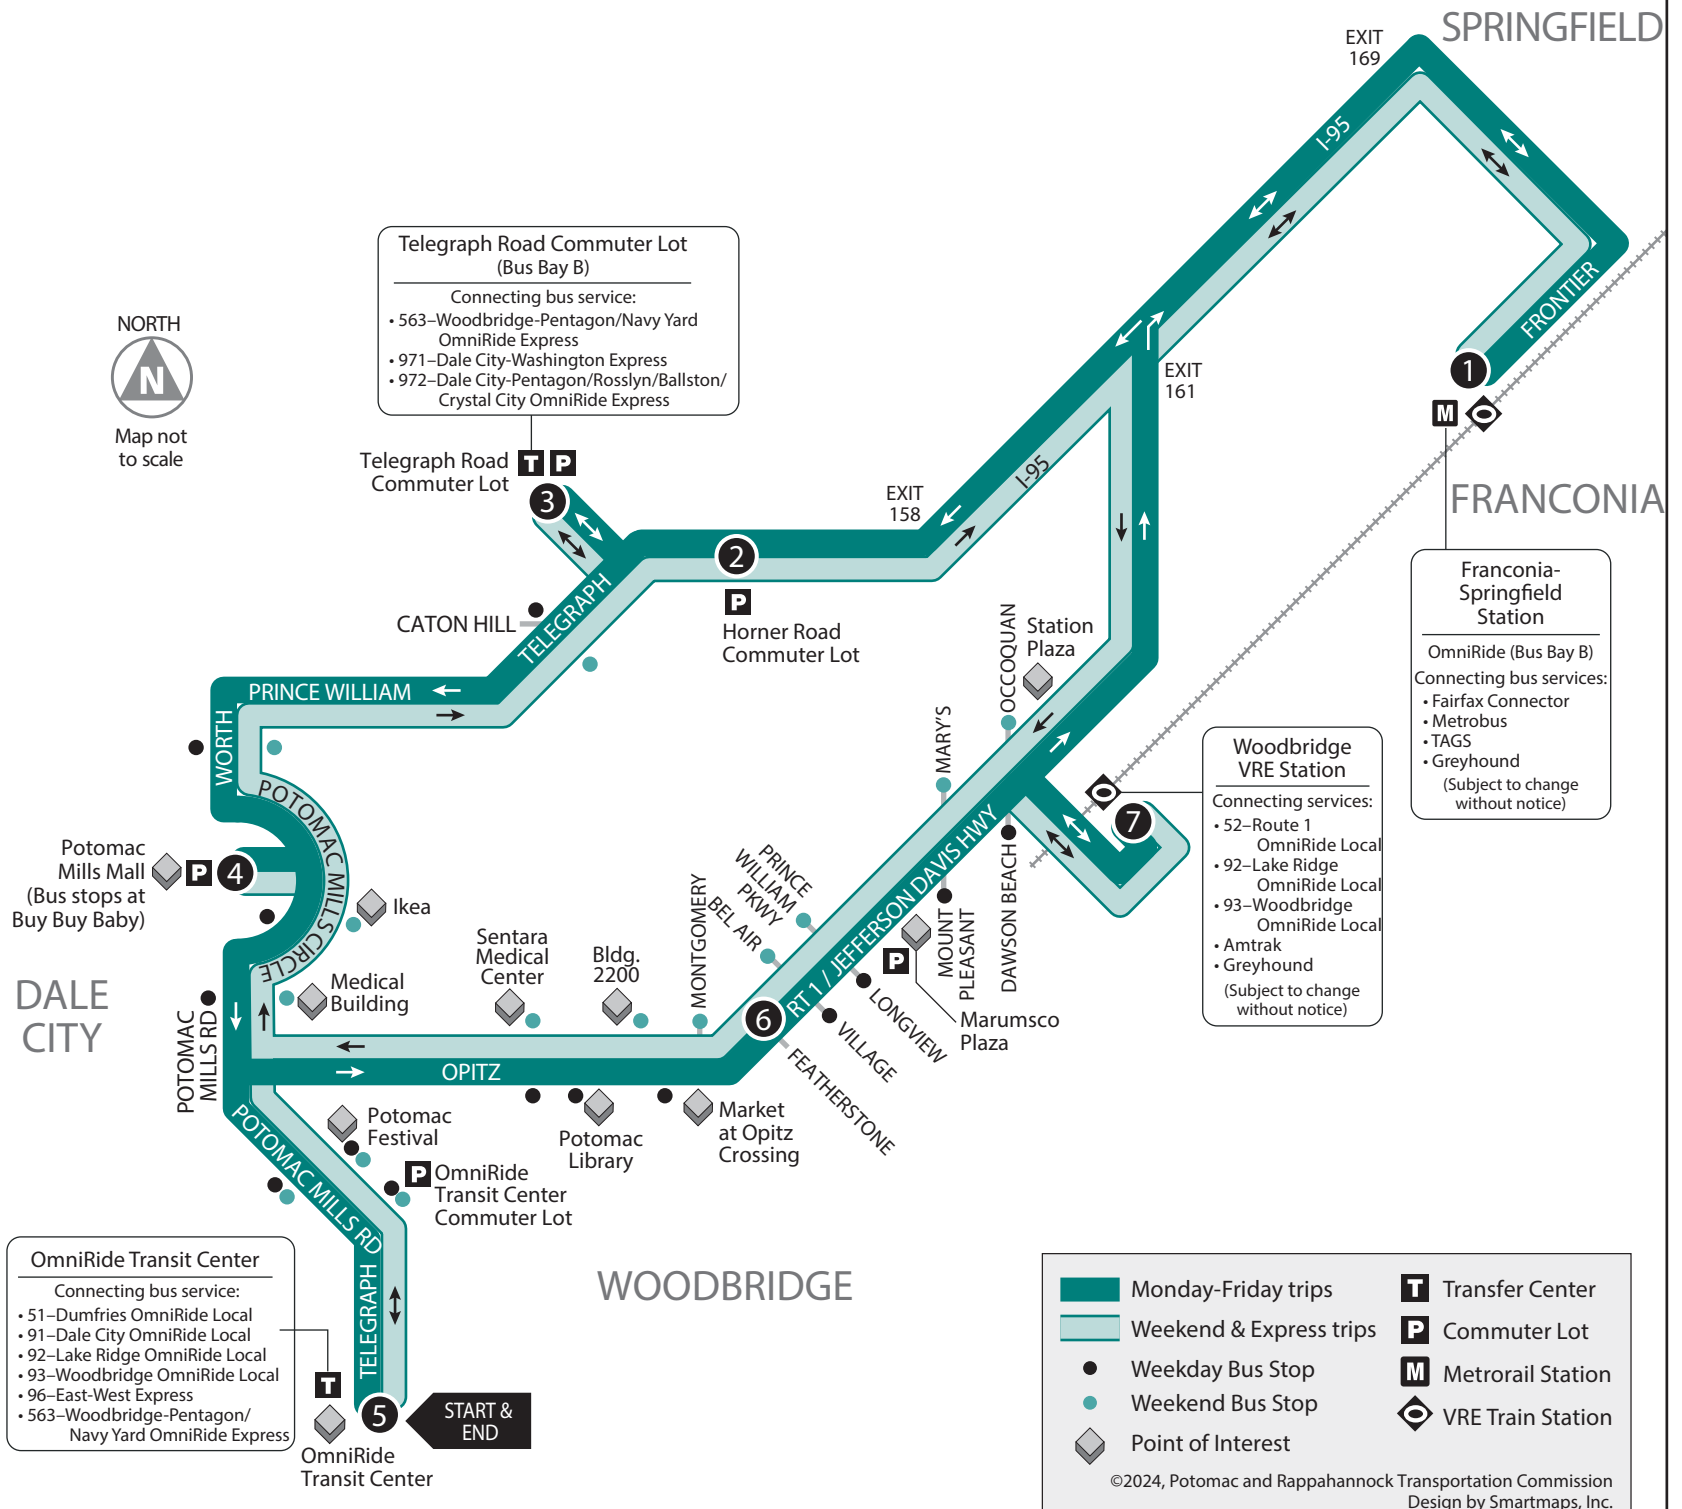 SPRINGFIELD
EXIT
169
I-95
FRONTIER
1
M
FRANCONIA
Franconia-
Springfield
Station
OmniRide (Bus Bay B)
Connecting bus services:
• Fairfax Connector
• Metrobus
• TAGS
• Greyhound
(Subject to change
without notice)
EXIT
161
I-95
EXIT
158
Telegraph Road Commuter Lot
(Bus Bay B)
Connecting bus service:
• 563–Woodbridge-Pentagon/Navy Yard
OmniRide Express
• 971–Dale City-Washington Express
• 972–Dale City-Pentagon/Rosslyn/Ballston/
Crystal City OmniRide Express
NORTH
N
Map not
to scale
Telegraph Road
Commuter Lot
T P
3
2
P
Horner Road
Commuter Lot
CATON HILL
TELEGRAPH
PRINCE WILLIAM
WORTH
POTOMAC MILLS CIRCLE
Potomac
Mills Mall
(Bus stops at
Buy Buy Baby)
P
4
Ikea
DALE
CITY
Medical
Building
POTOMAC
MILLS RD
Sentara
Medical
Center
Bldg.
2200
MONTGOMERY
BEL AIR
PRINCE
WILLIAM
PKWY
MARY'S
OCCOQUAN
Station
Plaza
Woodbridge
VRE Station
Connecting services:
• 52–Route 1
OmniRide Local
• 92–Lake Ridge
OmniRide Local
• 93–Woodbridge
OmniRide Local
• Amtrak
• Greyhound
(Subject to change
without notice)
7
DAWSON BEACH
MOUNT
PLEASANT
P
Marumsco
Plaza
LONGVIEW
VILLAGE
FEATHERSTONE
6
RT 1 / JEFFERSON DAVIS HWY
OPITZ
Potomac
Library
Market
at Opitz
Crossing
Potomac
Festival
P
OmniRide
Transit Center
Commuter Lot
POTOMAC MILLS RD
TELEGRAPH
OmniRide Transit Center
Connecting bus service:
• 51–Dumfries OmniRide Local
• 91–Dale City OmniRide Local
• 92–Lake Ridge OmniRide Local
• 93–Woodbridge OmniRide Local
• 96–East-West Express
• 563–Woodbridge-Pentagon/
Navy Yard OmniRide Express
T
5
START &
END
OmniRide
Transit Center
WOODBRIDGE
Monday-Friday trips
Weekend & Express trips
Weekday Bus Stop
Weekend Bus Stop
Point of Interest
T Transfer Center
P Commuter Lot
M Metrorail Station
VRE Train Station
©2024, Potomac and Rappahannock Transportation Commission
Design by Smartmaps, Inc.